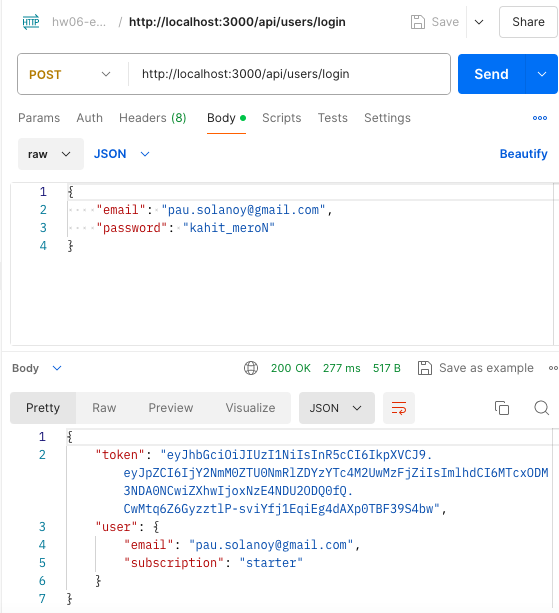 HTTP hw06-e... / http://localhost:3000/api/users/login Save Share
POST http://localhost:3000/api/users/login Send
Params Auth Headers (8) Body Scripts Tests Settings
raw JSON Beautify
1 {
2 ····"email":·"pau.solanoy@gmail.com",
3 ····"password":·"kahit_meroN"
4 }
Body 200 OK 277 ms 517 B Save as example
Pretty Raw Preview Visualize JSON
1 {
2 "token": "eyJhbGciOiJIUzI1NiIsInR5cCI6IkpXVCJ9.
eyJpZCI6IjY2NmM0ZTU0NmRlZDYzYTc4M2UwMzFjZiIsImlhdCI6MTcxODM
3NDA0NCwiZXhwIjoxNzE4NDU2ODQ0fQ.
CwMtq6Z6GyzztlP-sviYfj1EqiEg4dAXp0TBF39S4bw",
3 "user": {
4 "email": "pau.solanoy@gmail.com",
5 "subscription": "starter"
6 }
7 }